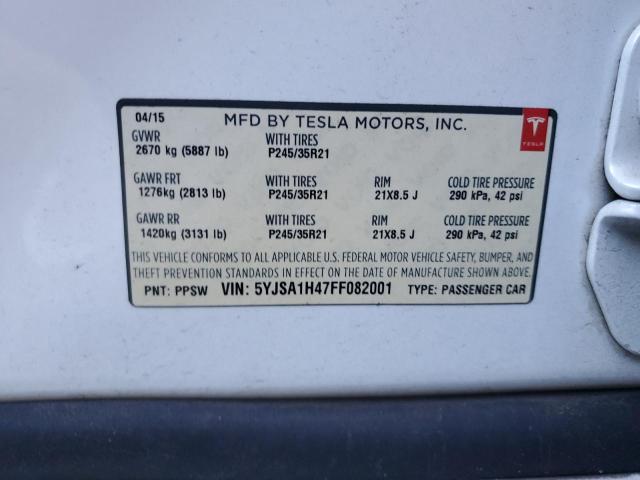 04/15 MFD BY TESLA MOTORS, INC.
GVWR WITH TIRES
2670 kg (5887 lb) P245/35R21
TESLA
GAWR FRT WITH TIRES RIM COLD TIRE PRESSURE
1276kg (2813 lb) P245/35R21 21X8.5 J 290 kPa, 42 psi
GAWR RR WITH TIRES RIM COLD TIRE PRESSURE
1420kg (3131 lb) P245/35R21 21X8.5 J 290 kPa, 42 psi
THIS VEHICLE CONFORMS TO ALL APPLICABLE U.S. FEDERAL MOTOR VEHICLE SAFETY, BUMPER, AND
THEFT PREVENTION STANDARDS IN EFFECT ON THE DATE OF MANUFACTURE SHOWN ABOVE.
PNT: PPSW VIN: 5YJSA1H47FF082001 TYPE: PASSENGER CAR